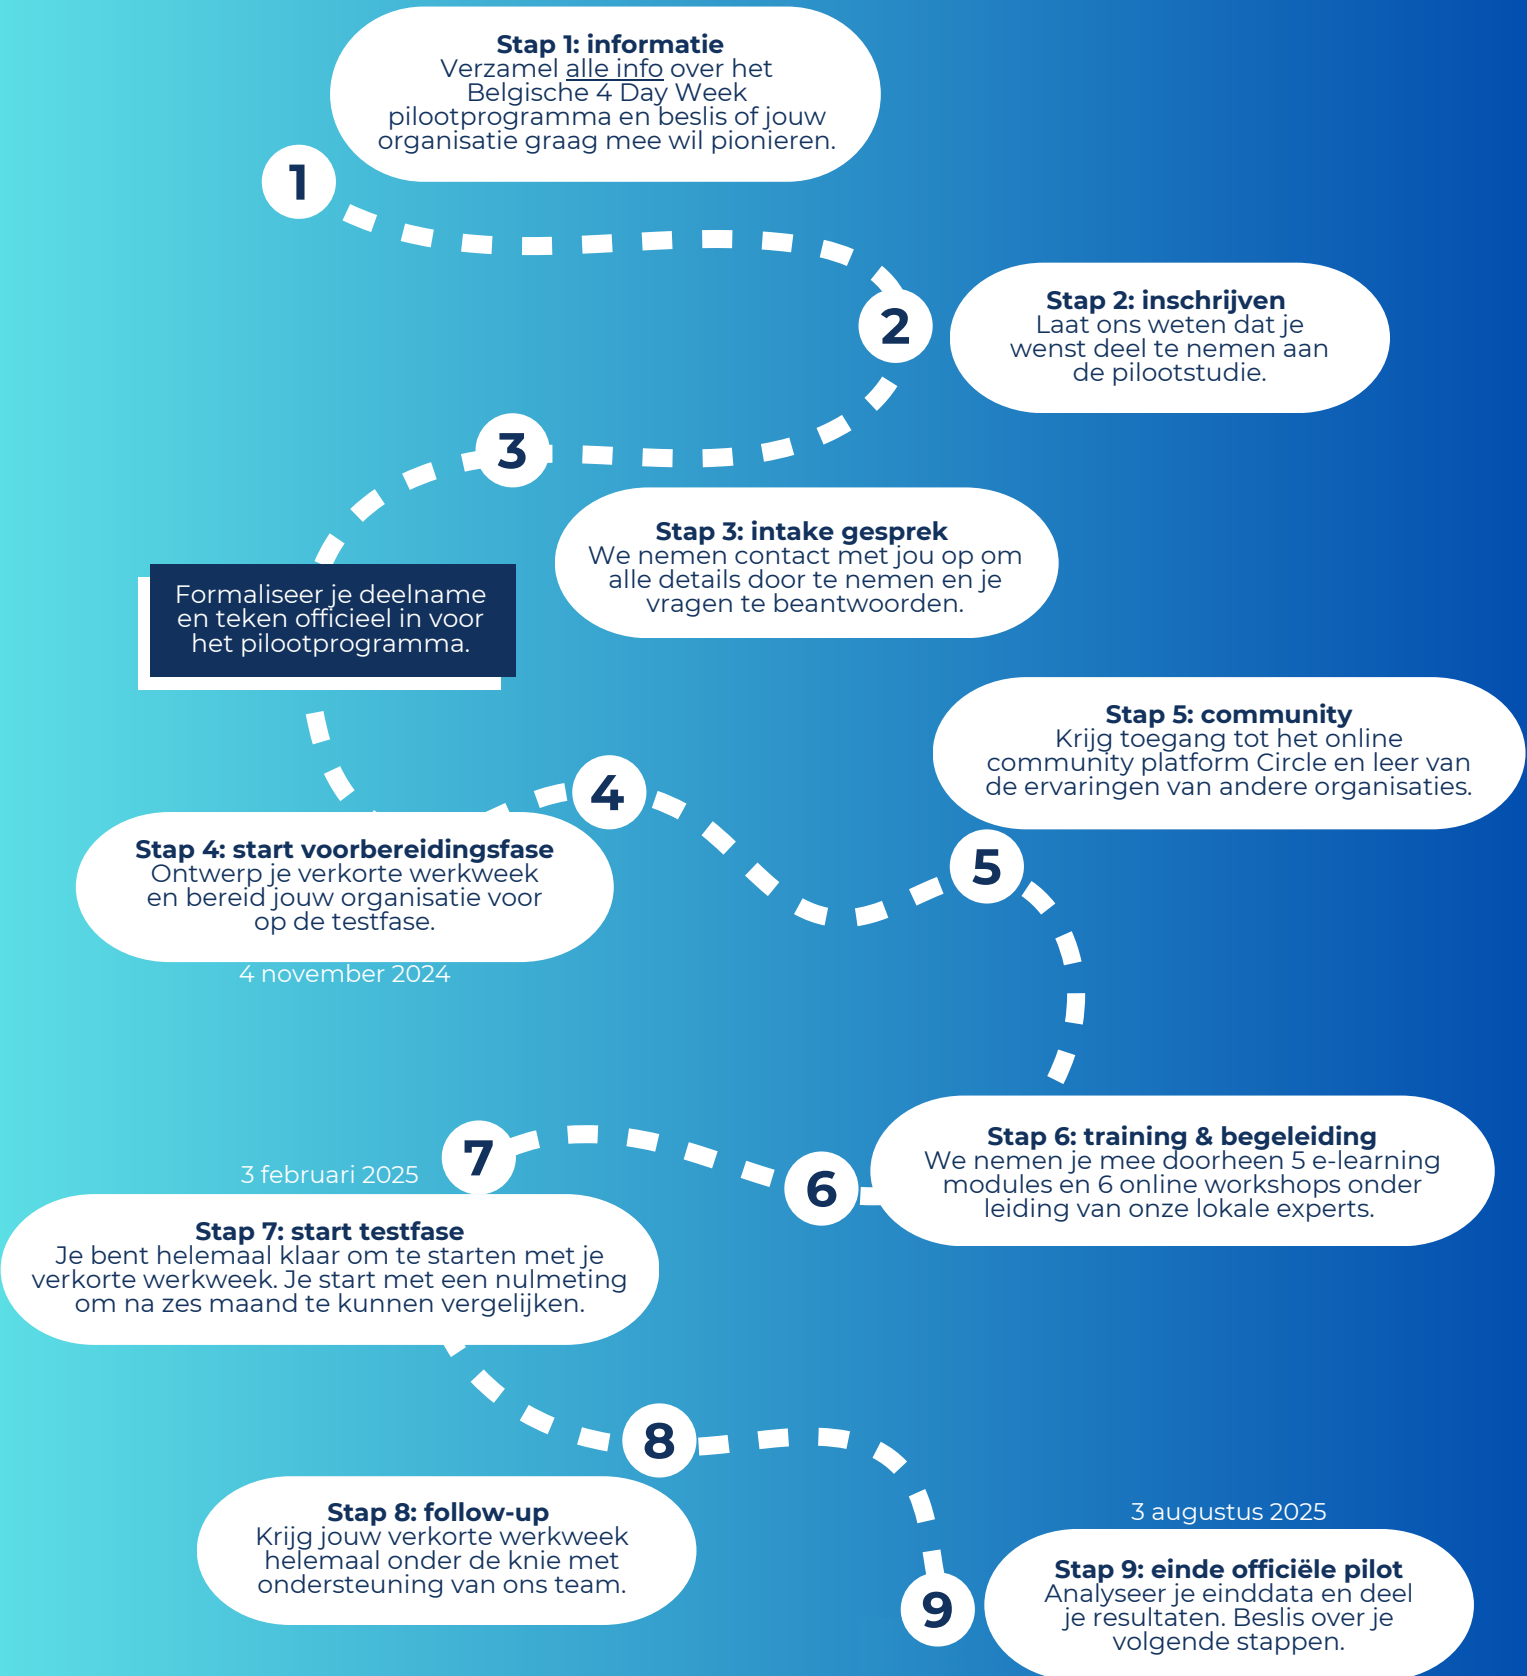 Stap 1: informatie
Verzamel alle info over het
Belgische 4 Day Week
pilootprogramma en beslis of jouw
organisatie graag mee wil pionieren.
1
2
Stap 2: inschrijven
Laat ons weten dat je
wenst deel te nemen aan
de pilootstudie.
3
Stap 3: intake gesprek
We nemen contact met jou op om
alle details door te nemen en je
vragen te beantwoorden.
Formaliseer je deelname
en teken officieel in voor
het pilootprogramma.
4
Stap 4: start voorbereidingsfase
Ontwerp je verkorte werkweek
en bereid jouw organisatie voor
op de testfase.
4 november 2024
Stap 5: community
Krijg toegang tot het online
community platform Circle en leer van
de ervaringen van andere organisaties.
5
6
Stap 6: training & begeleiding
We nemen je mee doorheen 5 e-learning
modules en 6 online workshops onder
leiding van onze lokale experts.
7
3 februari 2025
Stap 7: start testfase
Je bent helemaal klaar om te starten met je
verkorte werkweek. Je start met een nulmeting
om na zes maand te kunnen vergelijken.
8
Stap 8: follow-up
Krijg jouw verkorte werkweek
helemaal onder de knie met
ondersteuning van ons team.
3 augustus 2025
9
Stap 9: einde officiële pilot
Analyseer je einddata en deel
je resultaten. Beslis over je
volgende stappen.